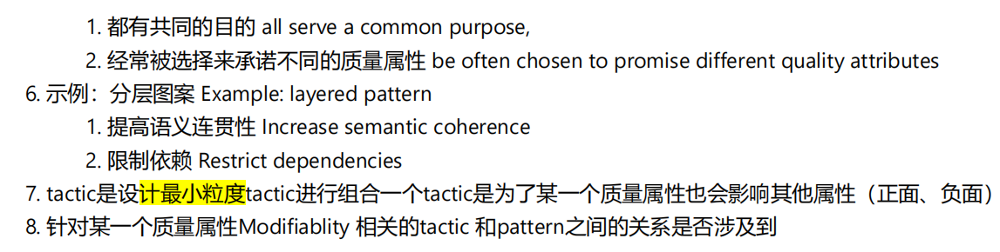 1. 都有共同的目的 all serve a common purpose,
2. 经常被选择来承诺不同的质量属性 be often chosen to promise different quality attributes
6. 示例：分层图案 Example: layered pattern
1. 提高语义连贯性 Increase semantic coherence
2. 限制依赖 Restrict dependencies
7. tactic是设计最小粒度tactic进行组合一个tactic是为了某一个质量属性也会影响其他属性（正面、负面）
8. 针对某一个质量属性Modifiablity 相关的tactic 和pattern之间的关系是否涉及到